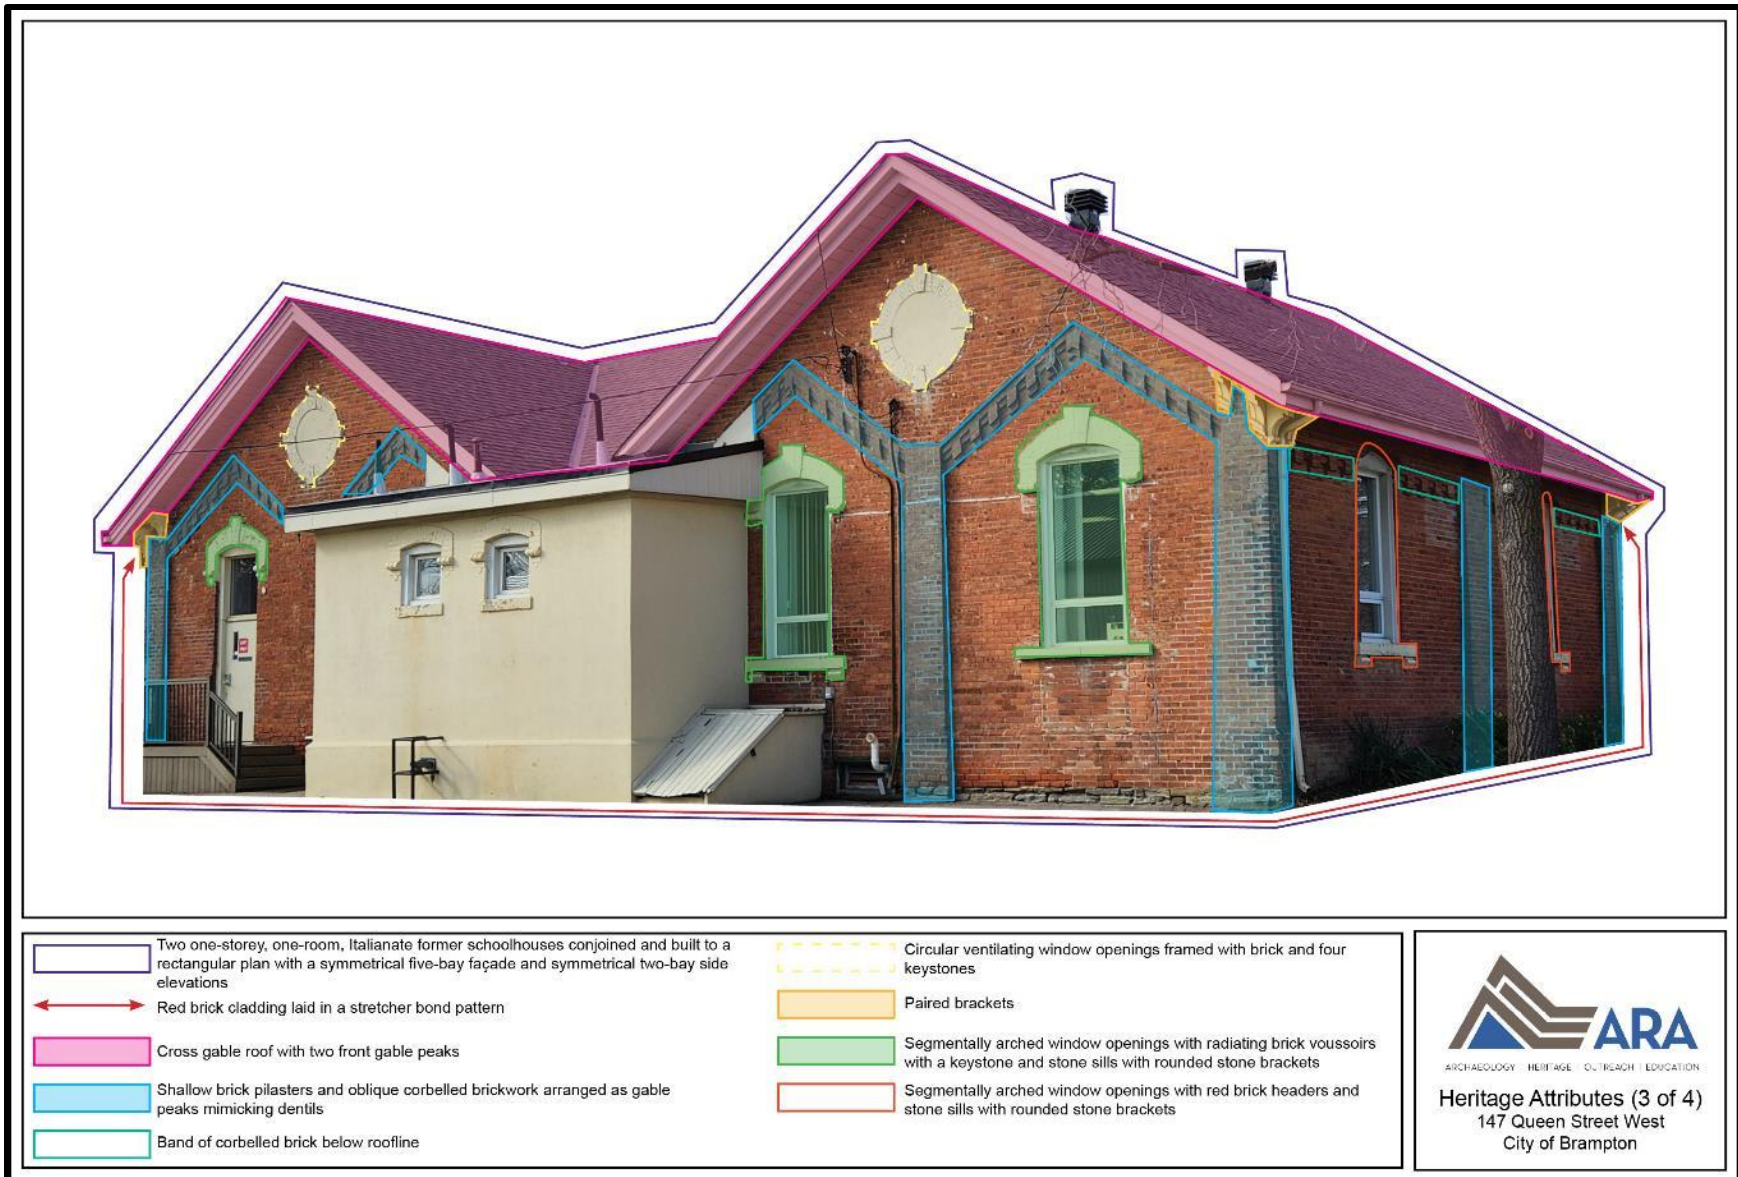 Two one-storey, one-room, Italianate former schoolhouses conjoined and built to a
rectangular plan with a symmetrical five-bay façade and symmetrical two-bay side
elevations
Red brick cladding laid in a stretcher bond pattern
Cross gable roof with two front gable peaks
Shallow brick pilasters and oblique corbelled brickwork arranged as gable
peaks mimicking dentils
Band of corbelled brick below roofline
Circular ventilating window openings framed with brick and four
keystones
Paired brackets
Segmentally arched window openings with radiating brick voussoirs
with a keystone and stone sills with rounded stone brackets
Segmentally arched window openings with red brick headers and
stone sills with rounded stone brackets
ARA
ARCHAEOLOGY | HERITAGE | OUTREACH | EDUCATION
Heritage Attributes (3 of 4)
147 Queen Street West
City of Brampton